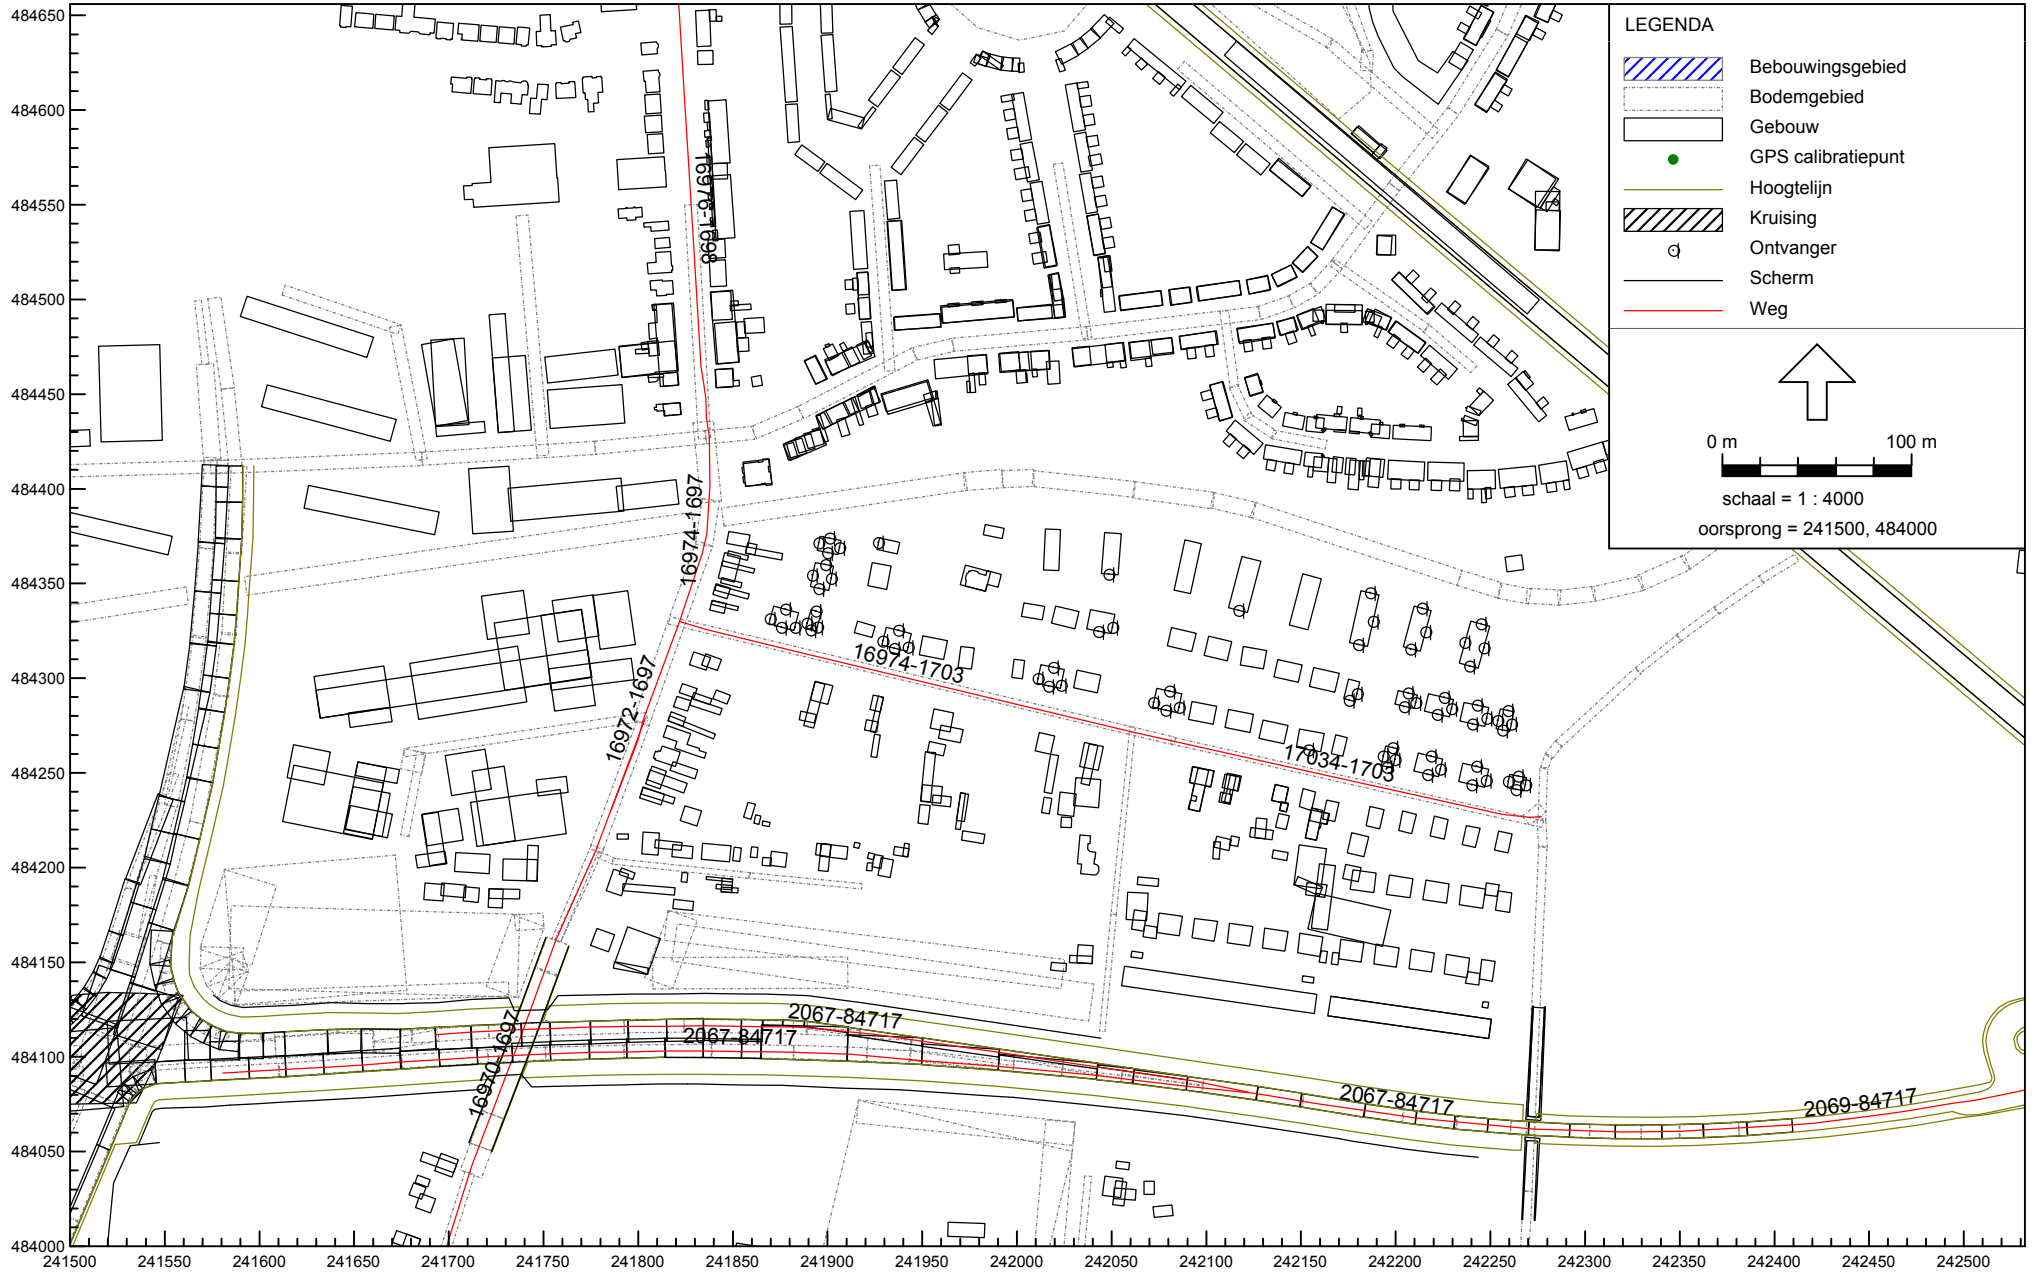 LEGENDA
Bebouwingsgebied
Bodemgebied
Gebouw
GPS calibratiepunt
Hoogtelijn
Kruising
Ontvanger
Scherm
Weg
0 m 100 m
schaal = 1 : 4000
oorsprong = 241500, 484000
484650
484600
484550
484500
484450
484400
484350
484300
484250
484200
484150
484100
484050
484000
16976-1698
16974-1697
16972-1697
16974-1703
17034-1703
16970-1697
2067-84717
2067-84717
2067-84717
2069-84717
241500 241550 241600 241650 241700 241750 241800 241850 241900 241950 242000 242050 242100 242150 242200 242250 242300 242350 242400 242450 242500